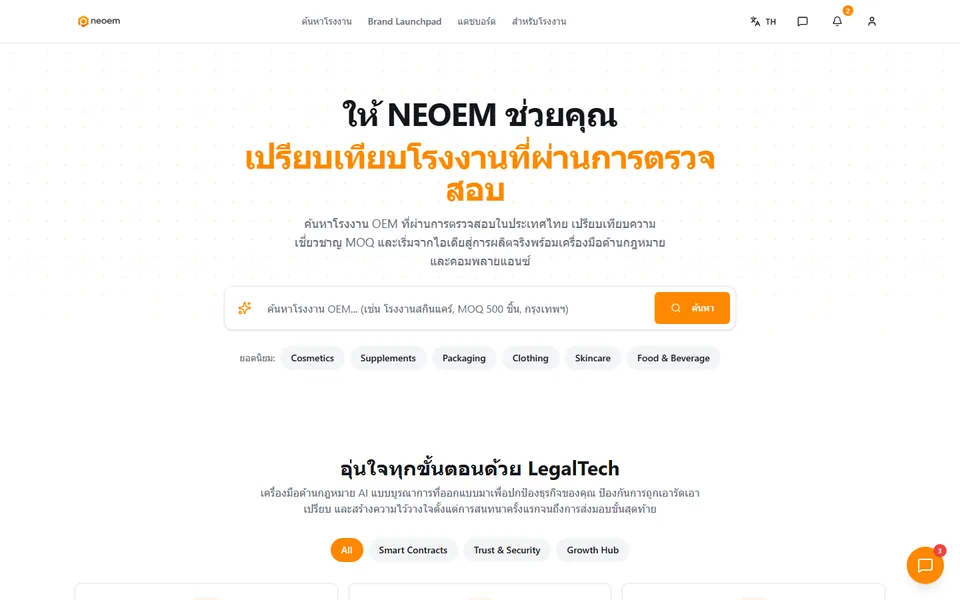 neoem
ค้นหาโรงงาน Brand Launchpad แดชบอร์ด สำหรับโรงงาน
TH
2
ให้ NEOEM ช่วยคุณ
เปรียบเทียบโรงงานที่ผ่านการตรวจ
สอบ
ค้นหาโรงงาน OEM ที่ผ่านการตรวจสอบในประเทศไทย เปรียบเทียบความ
เชี่ยวชาญ MOQ และเริ่มจากไอเดียสู่การผลิตจริงพร้อมเครื่องมือด้านกฎหมาย
และคอมพลายแอนซ์
ค้นหาโรงงาน OEM... (เช่น โรงงานสกินแคร์, MOQ 500 ชิ้น, กรุงเทพฯ)
ค้นหา
ยอดนิยม: Cosmetics Supplements Packaging Clothing Skincare Food & Beverage
อุ่นใจทุกขั้นตอนด้วย LegalTech
เครื่องมือด้านกฎหมาย AI แบบบูรณาการที่ออกแบบมาเพื่อปกป้องธุรกิจของคุณ ป้องกันการถูกเอารัดเอา
เปรียบ และสร้างความไว้วางใจตั้งแต่การสนทนาครั้งแรกจนถึงการส่งมอบขั้นสุดท้าย
All Smart Contracts Trust & Security Growth Hub
3